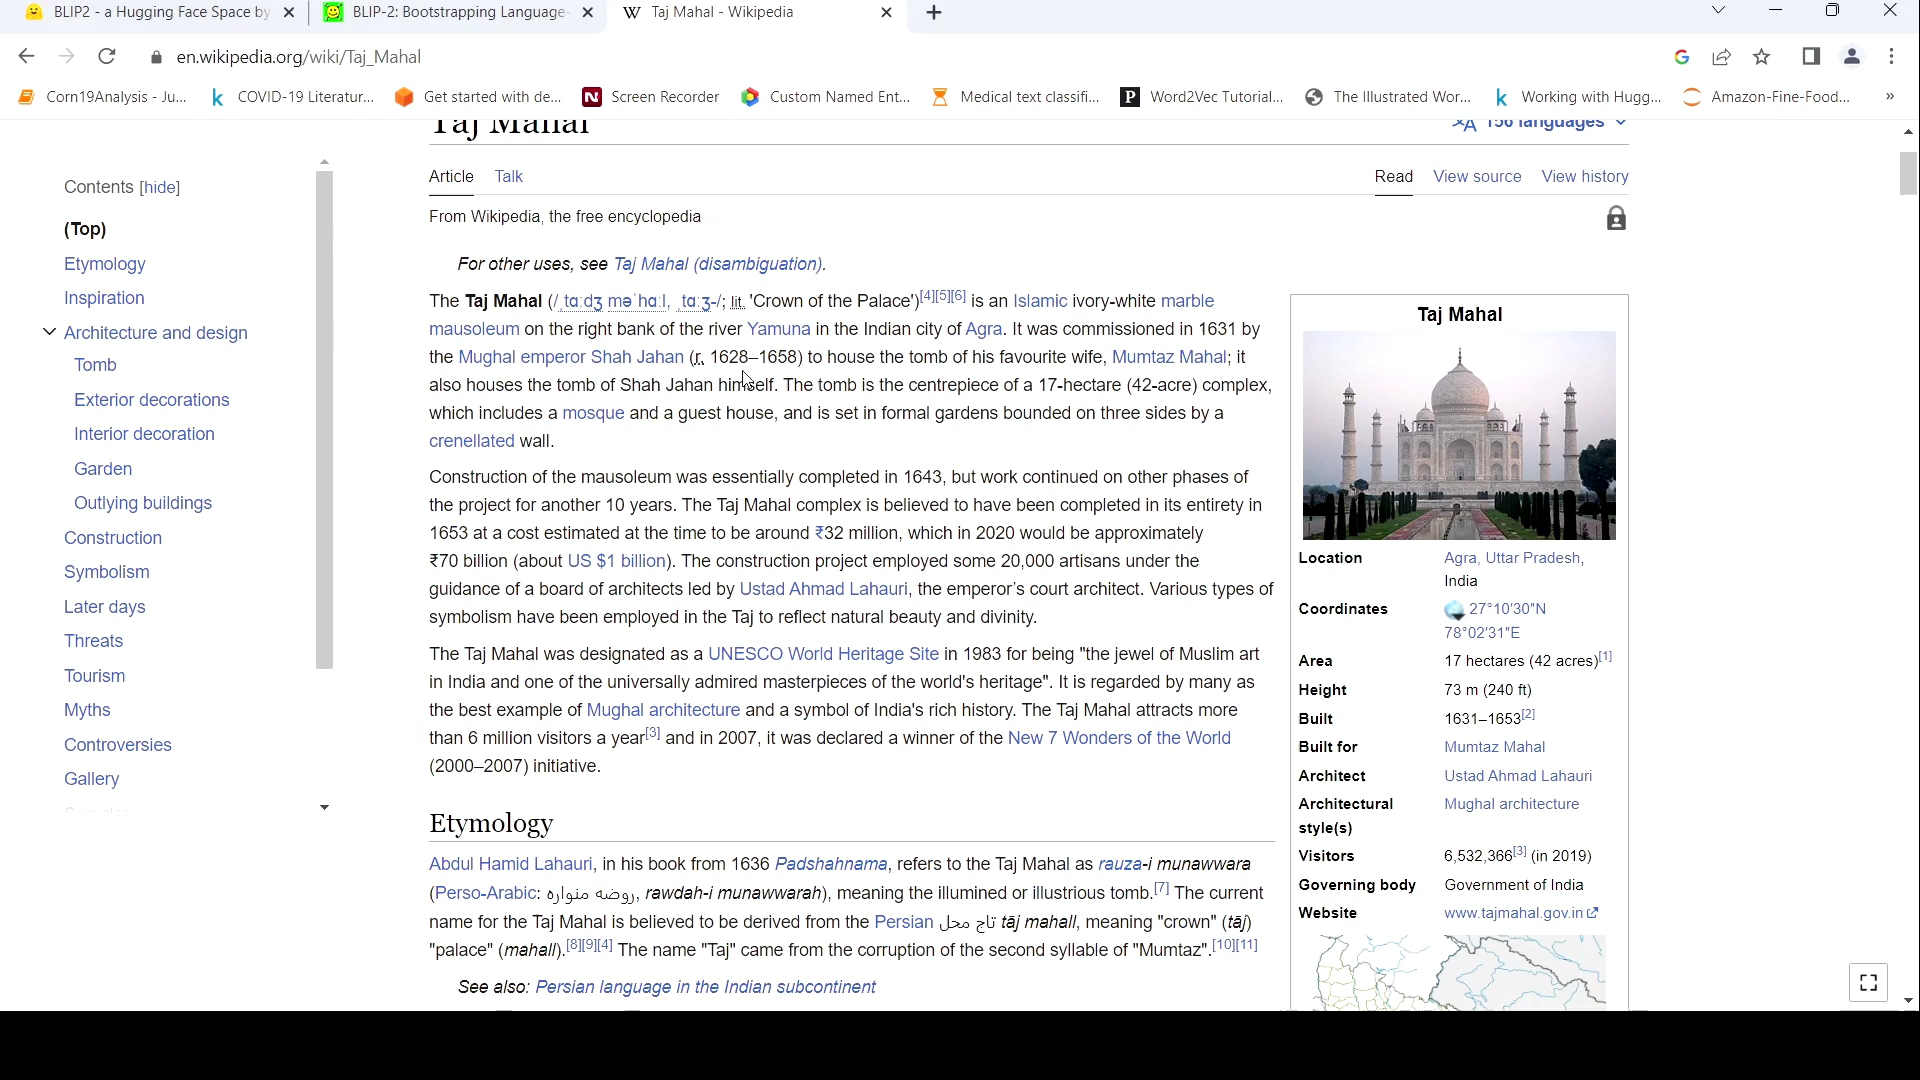 BLIP2 - a Hugging Face Space by
BLIP-2: Bootstrapping Language-
W Taj Mahal - Wikipedia
en.wikipedia.org/wiki/Taj_Mahal
Corn19Analysis - Ju...
COVID-19 Literatur...
Get started with de...
Screen Recorder
Custom Named Ent...
Medical text classifi...
Word2Vec Tutorial...
The Illustrated Wor...
Working with Hugg...
Amazon-Fine-Food...
»
Taj Mahal
156 languages
Contents [hide]
(Top)
Etymology
Inspiration
Architecture and design
Tomb
Exterior decorations
Interior decoration
Garden
Outlying buildings
Construction
Symbolism
Later days
Threats
Tourism
Myths
Controversies
Gallery
See also
Article Talk
Read View source View history
From Wikipedia, the free encyclopedia
For other uses, see Taj Mahal (disambiguation).
The Taj Mahal (/ˌtɑːdʒ məˈhɑːl, ˌtɑːʒ-/; lit. 'Crown of the Palace')[4][5][6] is an Islamic ivory-white marble
mausoleum on the right bank of the river Yamuna in the Indian city of Agra. It was commissioned in 1631 by
the Mughal emperor Shah Jahan (r. 1628–1658) to house the tomb of his favourite wife, Mumtaz Mahal; it
also houses the tomb of Shah Jahan himself. The tomb is the centrepiece of a 17-hectare (42-acre) complex,
which includes a mosque and a guest house, and is set in formal gardens bounded on three sides by a
crenellated wall.
Construction of the mausoleum was essentially completed in 1643, but work continued on other phases of
the project for another 10 years. The Taj Mahal complex is believed to have been completed in its entirety in
1653 at a cost estimated at the time to be around ₹32 million, which in 2020 would be approximately
₹70 billion (about US $1 billion). The construction project employed some 20,000 artisans under the
guidance of a board of architects led by Ustad Ahmad Lahauri, the emperor's court architect. Various types of
symbolism have been employed in the Taj to reflect natural beauty and divinity.
The Taj Mahal was designated as a UNESCO World Heritage Site in 1983 for being "the jewel of Muslim art
in India and one of the universally admired masterpieces of the world's heritage". It is regarded by many as
the best example of Mughal architecture and a symbol of India's rich history. The Taj Mahal attracts more
than 6 million visitors a year[3] and in 2007, it was declared a winner of the New 7 Wonders of the World
(2000–2007) initiative.
Etymology
Abdul Hamid Lahauri, in his book from 1636 Padshahnama, refers to the Taj Mahal as rauza-i munawwara
(Perso-Arabic: روضه منواره, rawdah-i munawwarah), meaning the illumined or illustrious tomb.[7] The current
name for the Taj Mahal is believed to be derived from the Persian تاج محل tāj mahall, meaning "crown" (tāj)
"palace" (mahall).[8][9][4] The name "Taj" came from the corruption of the second syllable of "Mumtaz".[10][11]
See also: Persian language in the Indian subcontinent
Taj Mahal
Location Agra, Uttar Pradesh,
India
Coordinates 27°10′30″N
78°02′31″E
Area 17 hectares (42 acres)[1]
Height 73 m (240 ft)
Built 1631–1653[2]
Built for Mumtaz Mahal
Architect Ustad Ahmad Lahauri
Architectural Mughal architecture
style(s)
Visitors 6,532,366[3] (in 2019)
Governing body Government of India
Website www.tajmahal.gov.in